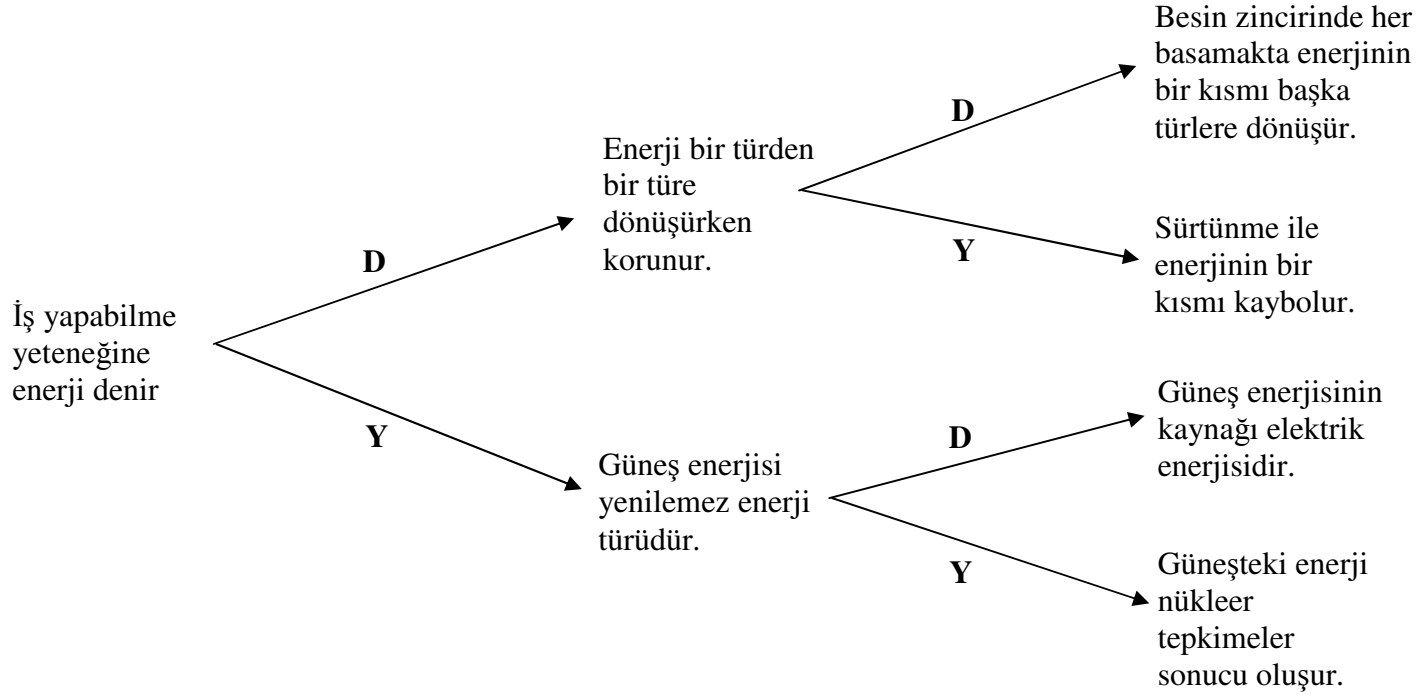 İş yapabilme
yeteneğine
enerji denir
D
Y
Enerji bir türden
bir türe
dönüşürken
korunur.
Güneş enerjisi
yenilemez enerji
türüdür.
D
Y
D
Y
Besin zincirinde her
basamakta enerjinin
bir kısmı başka
türlere dönüşür.
Sürtünme ile
enerjinin bir
kısmı kaybolur.
Güneş enerjisinin
kaynağı elektrik
enerjisidir.
Güneşteki enerji
nükleer
tepkimeler
sonucu oluşur.